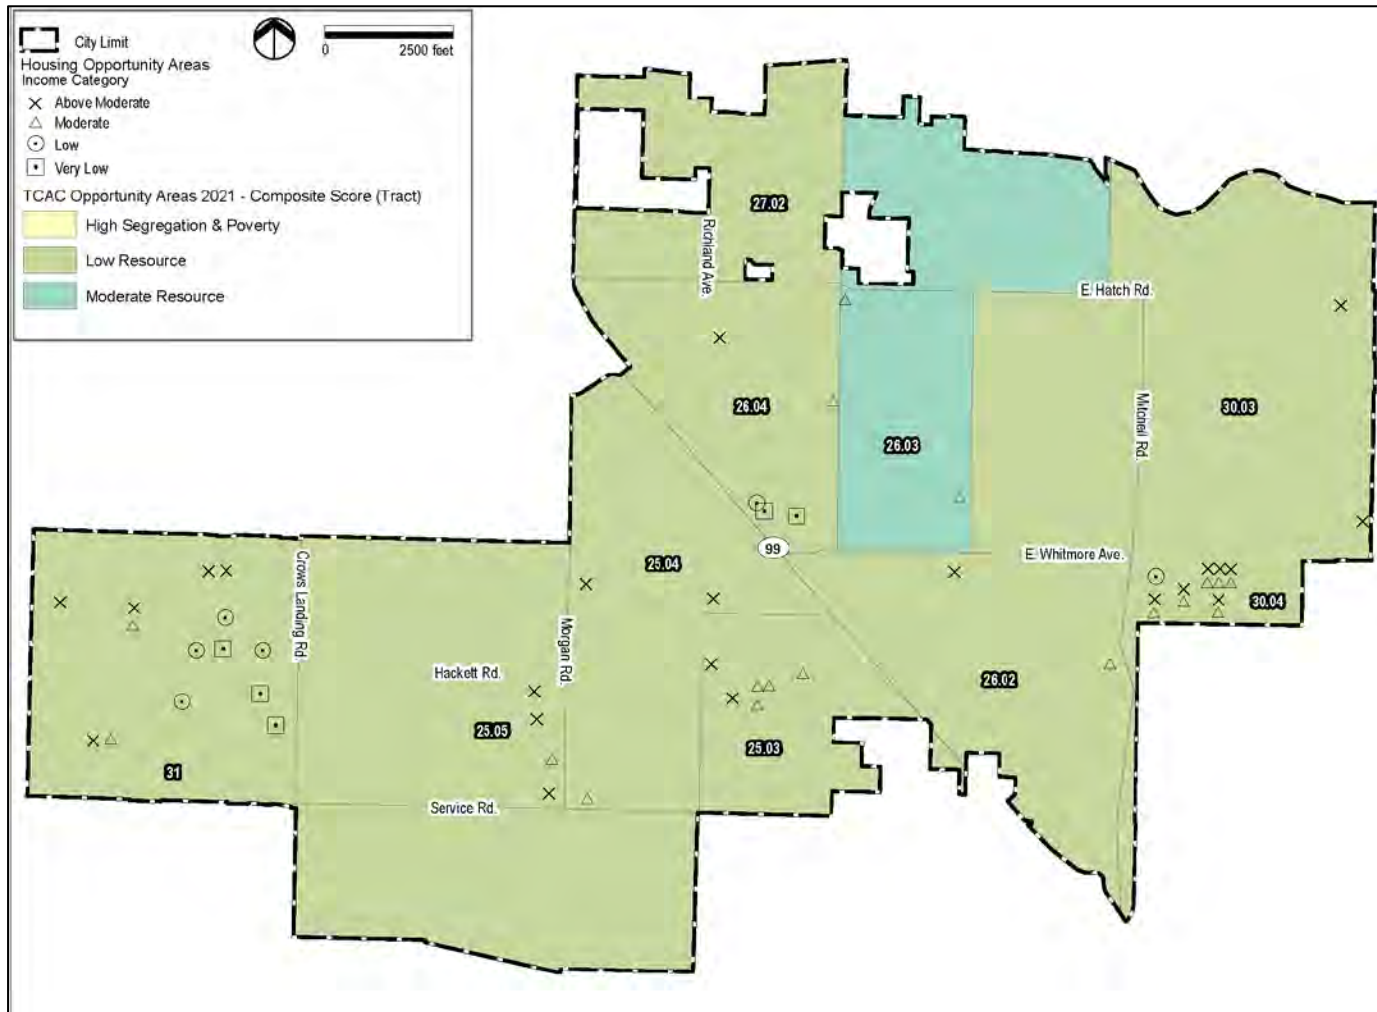 City Limit
0 2500 feet
Housing Opportunity Areas
Income Category
Above Moderate
Moderate
Low
Very Low
TCAC Opportunity Areas 2021 - Composite Score (Tract)
High Segregation & Poverty
Low Resource
Moderate Resource
27.02
Richland Ave.
E. Hatch Rd.
26.04
26.03
Mitchell Rd.
30.03
99
E. Whitmore Ave.
25.04
30.04
Crows Landing Rd.
Morgan Rd.
Hackett Rd.
26.02
25.05
25.03
31
Service Rd.